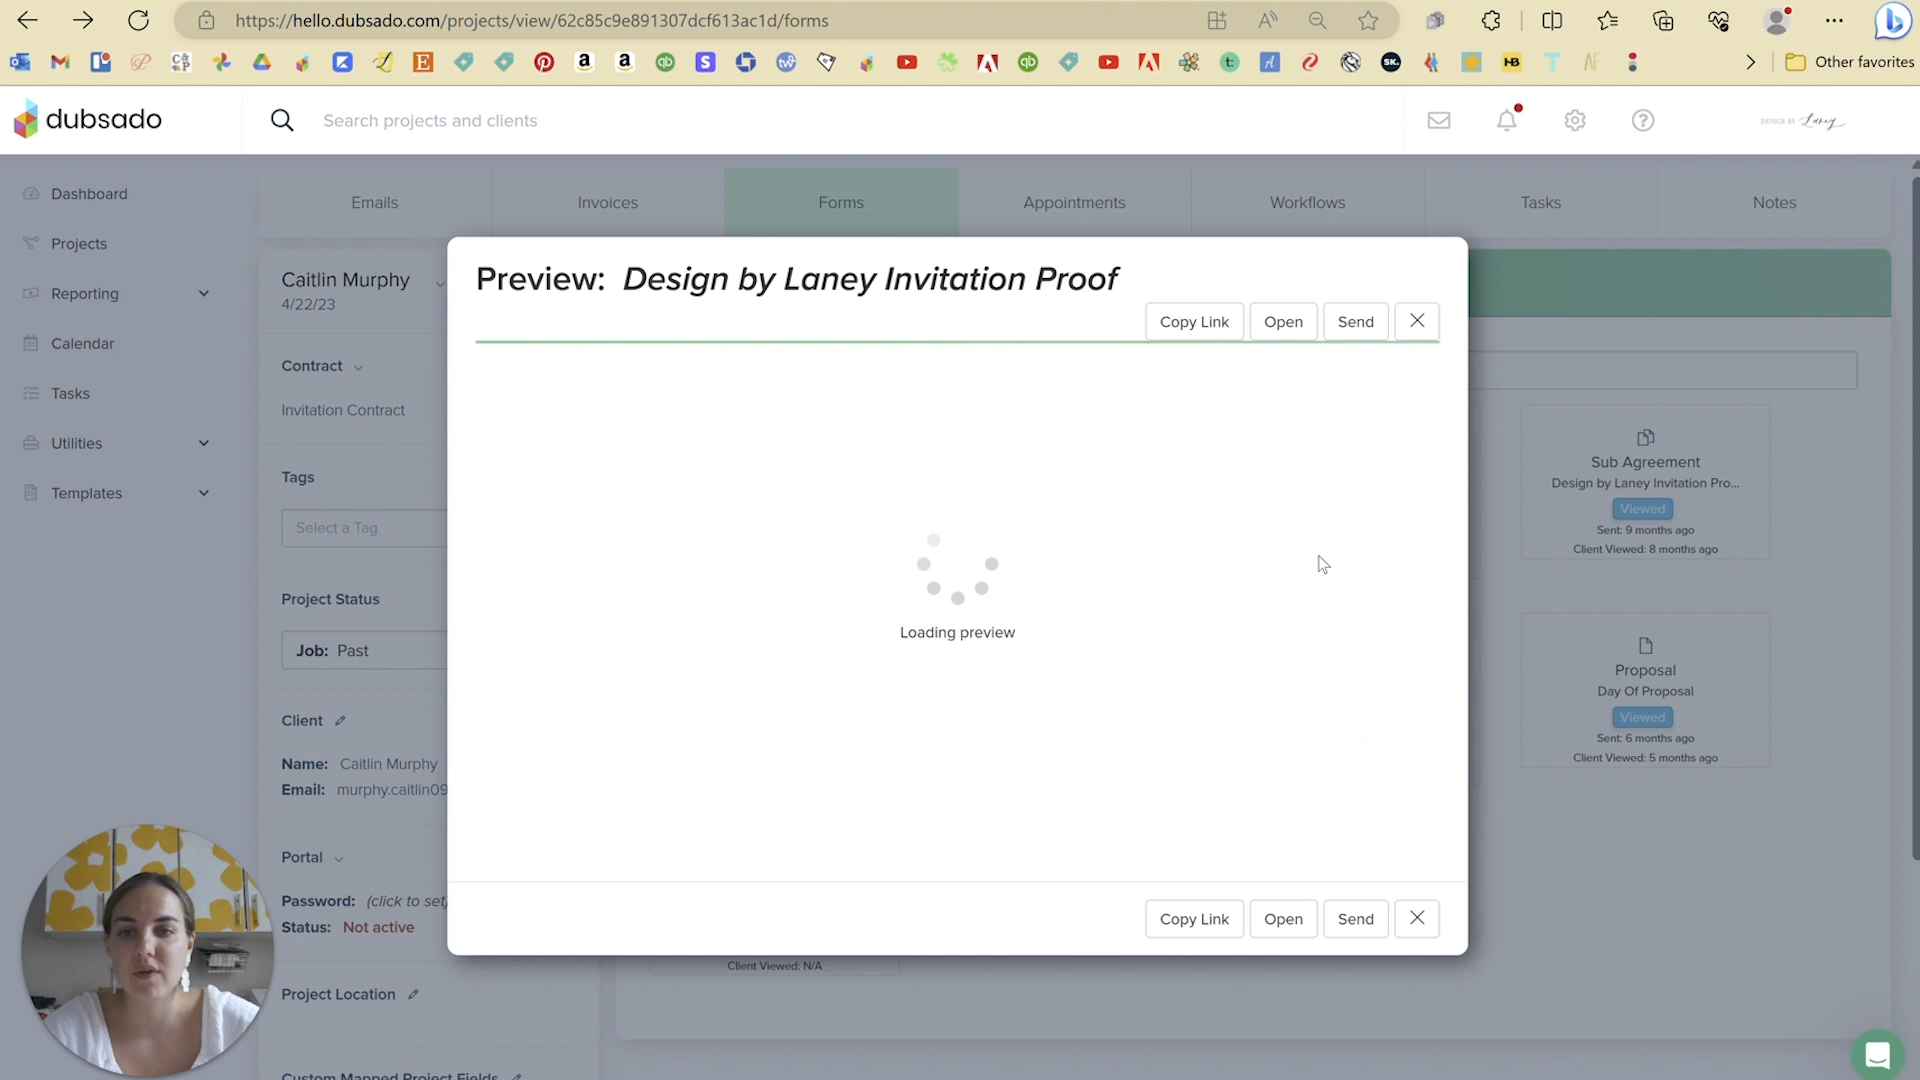 https://hello.dubsado.com/projects/view/62c85c9e891307dcf613ac1d/forms
Other favorites
dubsado
Search projects and clients
DESIGN BY Laney
Dashboard
Projects
Reporting
Calendar
Tasks
Utilities
Templates
Emails
Invoices
Forms
Appointments
Workflows
Tasks
Notes
Caitlin Murphy
4/22/23
Contract
Invitation Contract
Tags
Select a Tag
Project Status
Job: Past
Client
Name: Caitlin Murphy
Email: murphy.caitlin09
Portal
Password: (click to set
Status: Not active
Project Location
Custom Mapped Project Fields
Preview: Design by Laney Invitation Proof
Copy Link
Open
Send
Loading preview
Copy Link
Open
Send
Client Viewed: N/A
Sub Agreement
Design by Laney Invitation Pro...
Viewed
Sent: 9 months ago
Client Viewed: 8 months ago
Proposal
Day Of Proposal
Viewed
Sent: 6 months ago
Client Viewed: 5 months ago